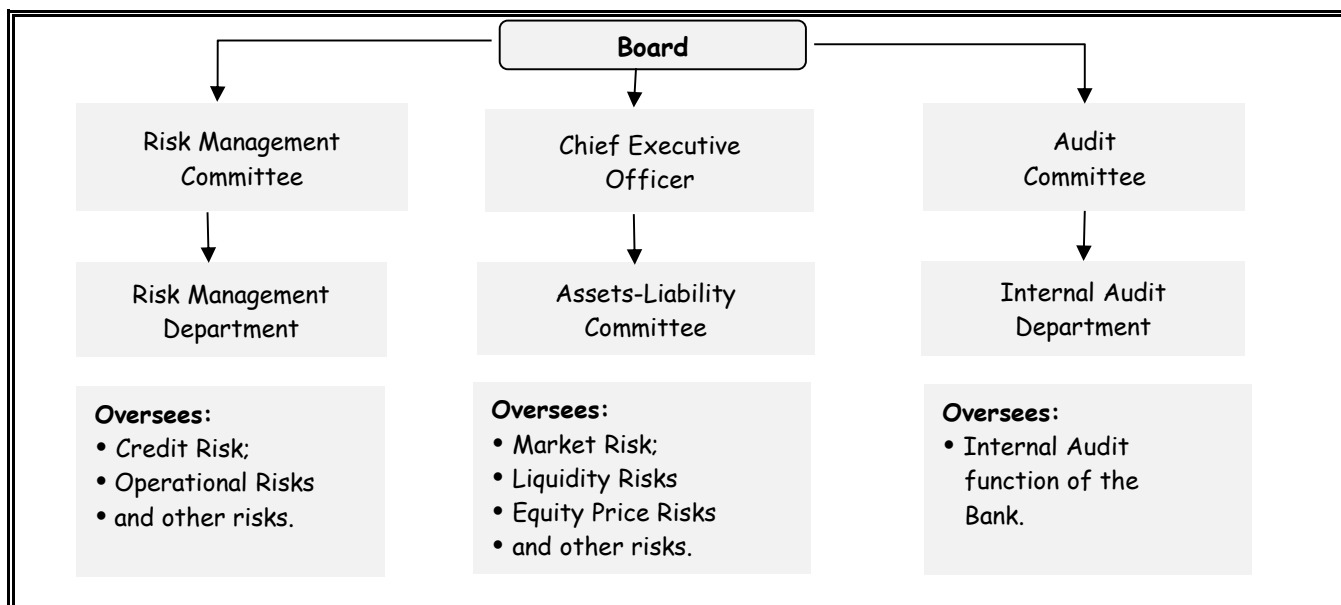 Board
Risk Management
Committee
Chief Executive
Officer
Audit
Committee
Risk Management
Department
Assets-Liability
Committee
Internal Audit
Department
Oversees:
• Credit Risk;
• Operational Risks
• and other risks.
Oversees:
• Market Risk;
• Liquidity Risks
• Equity Price Risks
• and other risks.
Oversees:
• Internal Audit
function of the
Bank.